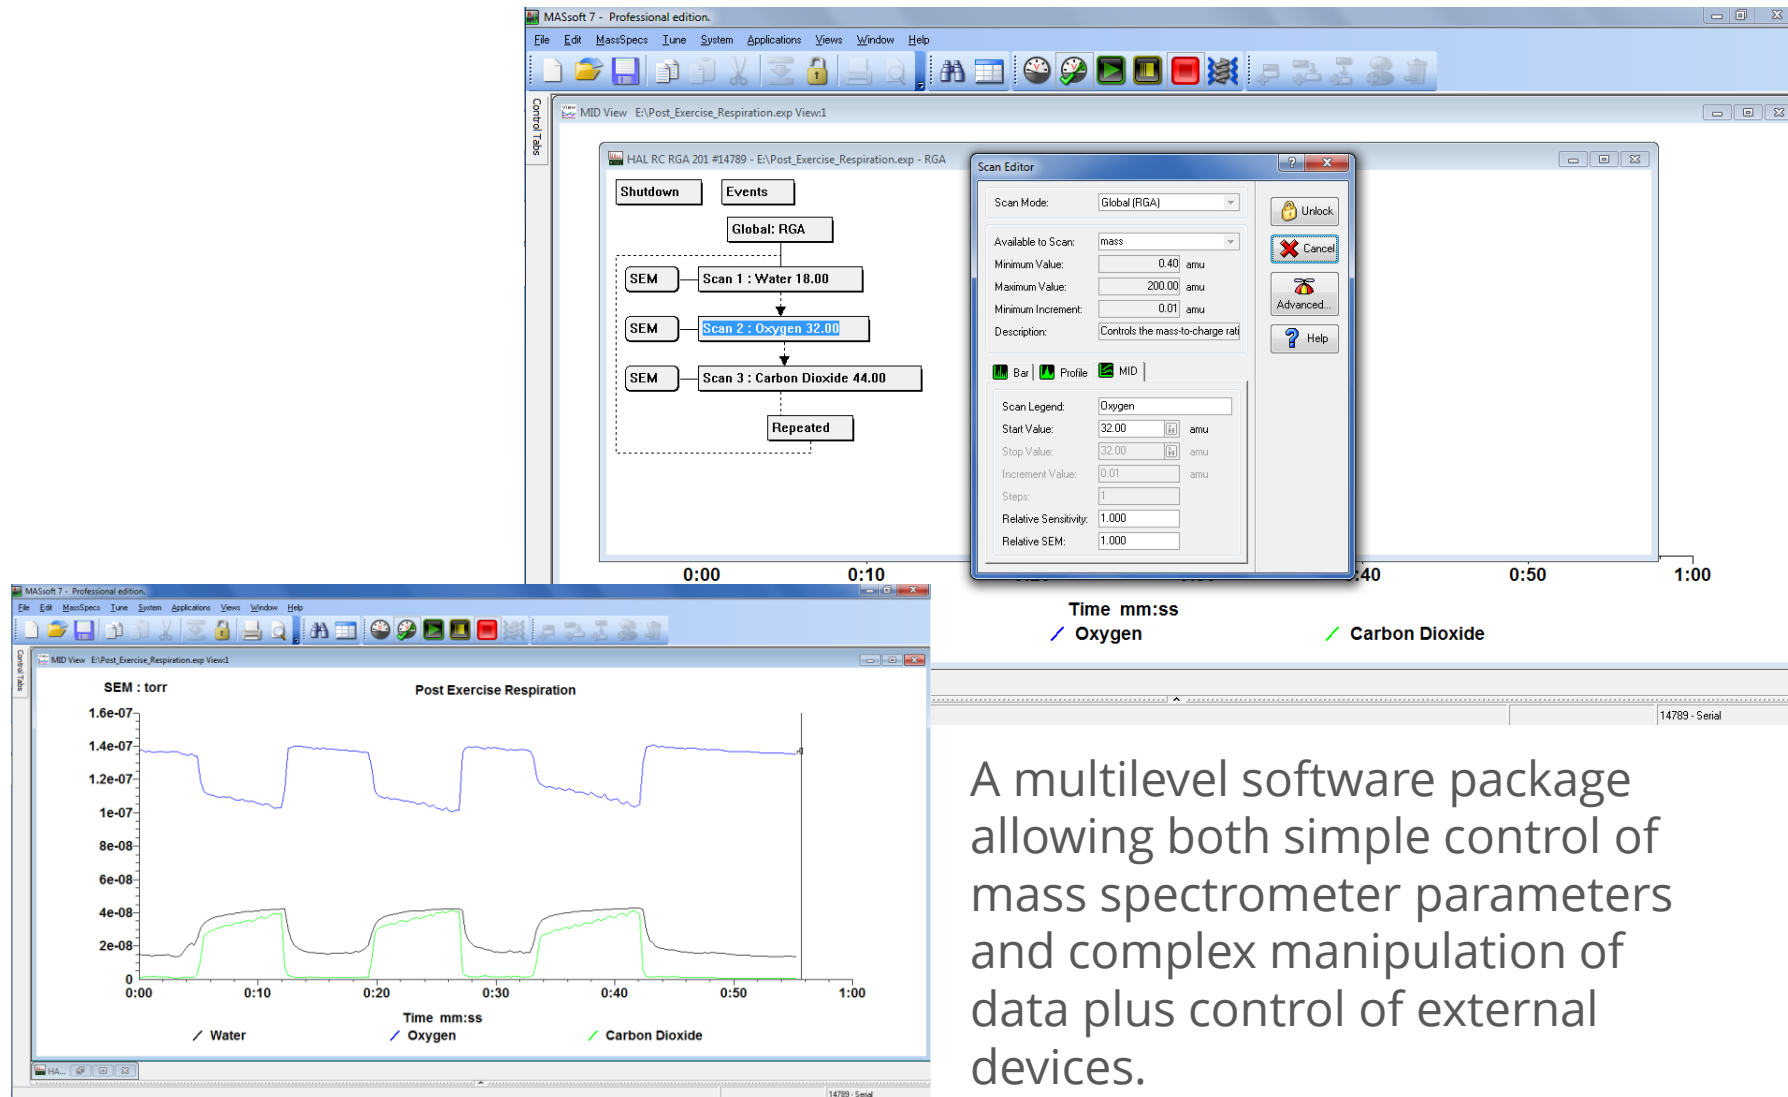 MASsoft 7 - Professional edition.
File Edit MassSpecs Tune System Applications Views Window Help
Control Tabs
MID View E:\Post_Exercise_Respiration.exp View:1
HAL RC RGA 201 #14789 - E:\Post_Exercise_Respiration.exp - RGA
Shutdown Events
Global: RGA
SEM Scan 1 : Water 18.00
SEM Scan 2 : Oxygen 32.00
SEM Scan 3 : Carbon Dioxide 44.00
Repeated
Scan Editor
Scan Mode: Global (RGA)
Available to Scan: mass
Minimum Value: 0.40 amu
Maximum Value: 200.00 amu
Minimum Increment: 0.01 amu
Description: Controls the mass-to-charge rati
Unlock
Cancel
Advanced...
Help
Bar Profile MID
Scan Legend: Oxygen
Start Value: 32.00 amu
Stop Value: 32.00 amu
Increment Value: 0.01 amu
Steps: 1
Relative Sensitivity: 1.000
Relative SEM: 1.000
0:00 0:10 :40 0:50 1:00
Time mm:ss
Oxygen Carbon Dioxide
14789 - Serial
MASsoft 7 - Professional edition.
File Edit MassSpecs Tune System Applications Views Window Help
Control Tabs
MID View E:\Post_Exercise_Respiration.exp View:1
SEM : torr
Post Exercise Respiration
1.6e-07
1.4e-07
1.2e-07
1e-07
8e-08
6e-08
4e-08
2e-08
0
0:00 0:10 0:20 0:30 0:40 0:50 1:00
Time mm:ss
Water Oxygen Carbon Dioxide
HA...
14789 - Serial
A multilevel software package
allowing both simple control of
mass spectrometer parameters
and complex manipulation of
data plus control of external
devices.